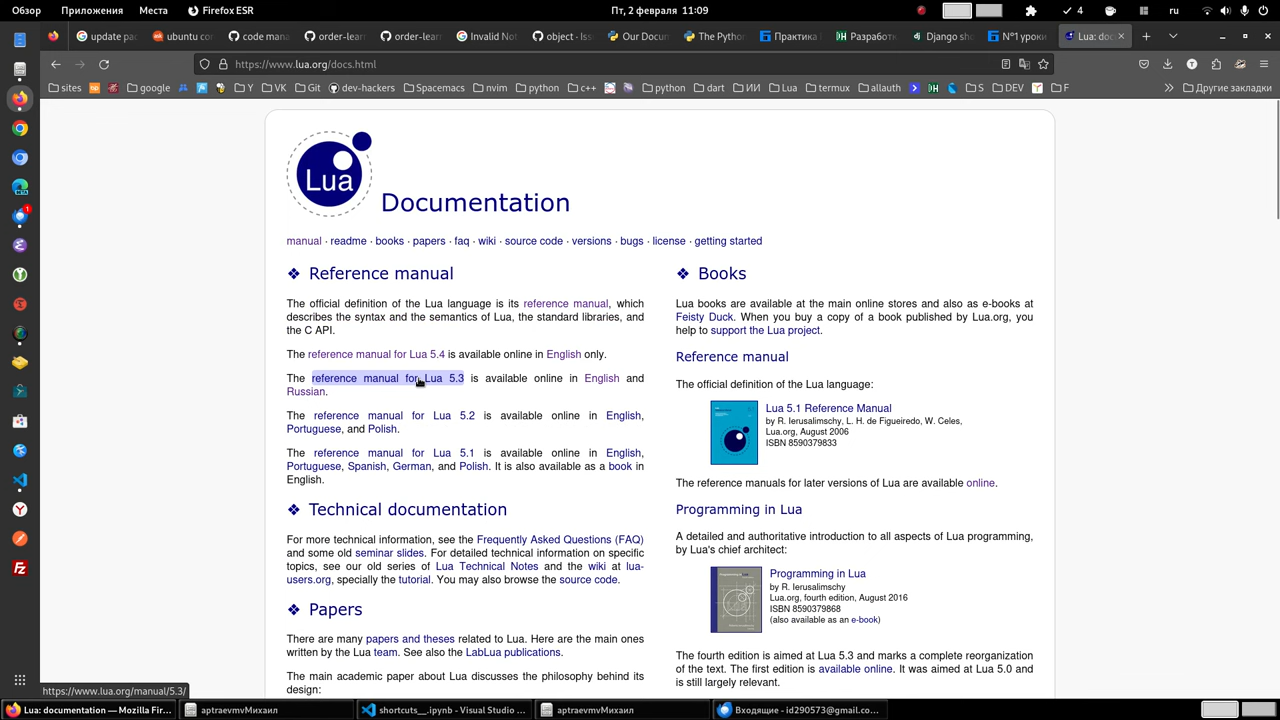 Обзор Приложения Места Firefox ESR Пт, 2 февраля 11:09 4 ru
update pac ubuntu cor code mana order-learn order-learn Invalid Not object - Iss Our Docum The Python Практика Разработк Django sho N°1 уроки Lua: docu
https://www.lua.org/docs.html
sites google Y VK Git dev-hackers Spacemacs nvim python c++ python dart ИИ Lua termux allauth S DEV F Другие закладки
Lua
Documentation
manual · readme · books · papers · faq · wiki · source code · versions · bugs · license · getting started
❖ Reference manual
The official definition of the Lua language is its reference manual, which
describes the syntax and the semantics of Lua, the standard libraries, and
the C API.
The reference manual for Lua 5.4 is available online in English only.
The reference manual for Lua 5.3 is available online in English and
Russian.
The reference manual for Lua 5.2 is available online in English,
Portuguese, and Polish.
The reference manual for Lua 5.1 is available online in English,
Portuguese, Spanish, German, and Polish. It is also available as a book in
English.
❖ Technical documentation
For more technical information, see the Frequently Asked Questions (FAQ)
and some old seminar slides. For detailed technical information on specific
topics, see our old series of Lua Technical Notes and the wiki at lua-
users.org, specially the tutorial. You may also browse the source code.
❖ Papers
There are many papers and theses related to Lua. Here are the main ones
written by the Lua team. See also the LabLua publications.
The main academic paper about Lua discusses the philosophy behind its
design:
❖ Books
Lua books are available at the main online stores and also as e-books at
Feisty Duck. When you buy a copy of a book published by Lua.org, you
help to support the Lua project.
Reference manual
The official definition of the Lua language:
Lua 5.1 Reference Manual
by R. Ierusalimschy, L. H. de Figueiredo, W. Celes,
Lua.org, August 2006
ISBN 8590379833
The reference manuals for later versions of Lua are available online.
Programming in Lua
A detailed and authoritative introduction to all aspects of Lua programming,
by Lua's chief architect:
Programming in Lua
by R. Ierusalimschy
Lua.org, fourth edition, August 2016
ISBN 8590379868
(also available as an e-book)
The fourth edition is aimed at Lua 5.3 and marks a complete reorganization
of the text. The first edition is available online. It was aimed at Lua 5.0 and
is still largely relevant.
https://www.lua.org/manual/5.3/
Lua: documentation — Mozilla Fir... aptraevmvМихаил shortcuts__.ipynb - Visual Studio ... aptraevmvМихаил Входящие - id290573@gmail.co...